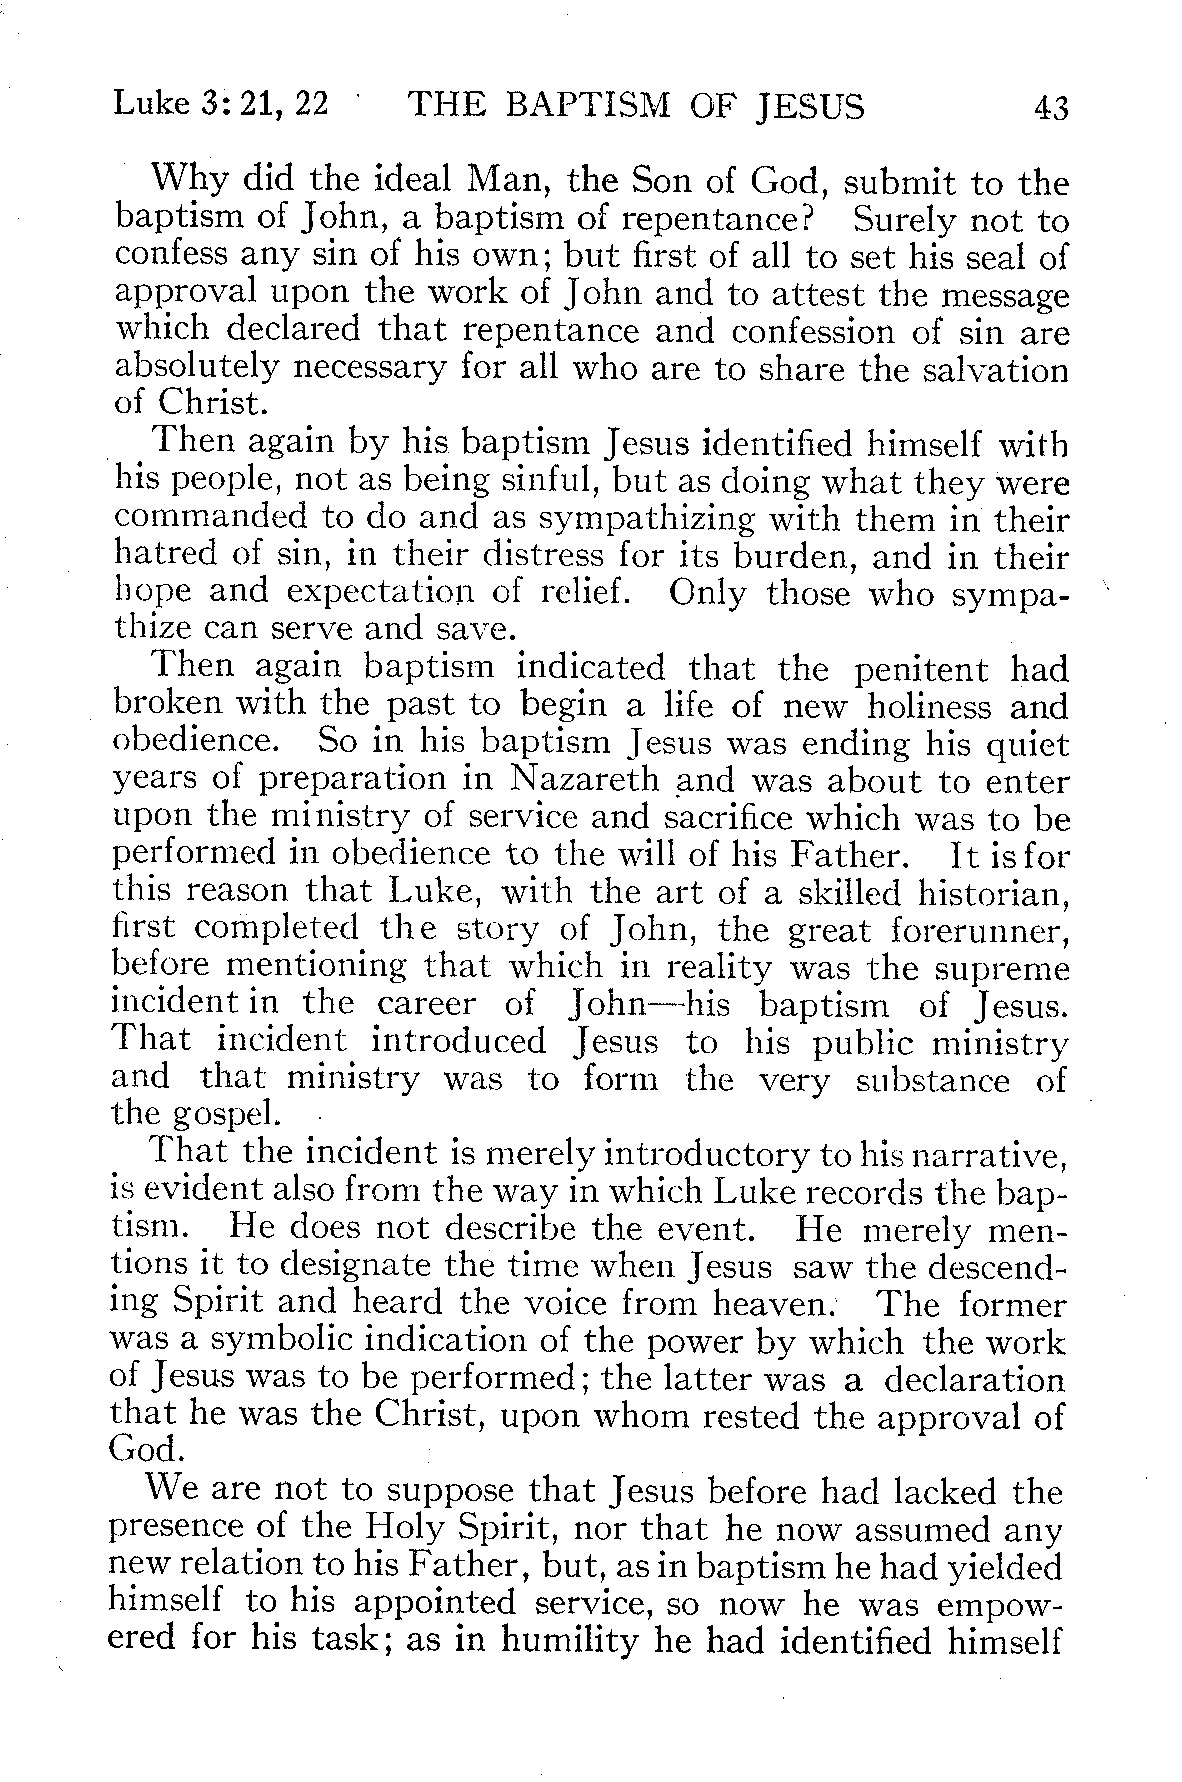 Luke 3: 21, 22 THE BAPTISM OF JESUS 43
Why did the ideal Man, the Son of God, submit to the
baptism of John, a baptism of repentance? Surely not to
confess any sin of his own; but first of all to set his seal of
approval upon the work of John and to attest the message
which declared that repentance and confession of sin are
absolutely necessary for all who are to share the salvation
of Christ.
Then again by his baptism Jesus identified himself with
his people, not as being sinful, but as doing what they were
commanded to do and as sympathizing with them in their
hatred of sin, in their distress for its burden, and in their
hope and expectation of relief. Only those who sympa-
thize can serve and save.
Then again baptism indicated that the penitent had
broken with the past to begin a life of new holiness and
obedience. So in his baptism Jesus was ending his quiet
years of preparation in Nazareth and was about to enter
upon the ministry of service and sacrifice which was to be
performed in obedience to the will of his Father. It is for
this reason that Luke, with the art of a skilled historian,
first completed the story of John, the great forerunner,
before mentioning that which in reality was the supreme
incident in the career of John—his baptism of Jesus.
That incident introduced Jesus to his public ministry
and that ministry was to form the very substance of
the gospel.
That the incident is merely introductory to his narrative,
is evident also from the way in which Luke records the bap-
tism. He does not describe the event. He merely men-
tions it to designate the time when Jesus saw the descend-
ing Spirit and heard the voice from heaven. The former
was a symbolic indication of the power by which the work
of Jesus was to be performed; the latter was a declaration
that he was the Christ, upon whom rested the approval of
God.
We are not to suppose that Jesus before had lacked the
presence of the Holy Spirit, nor that he now assumed any
new relation to his Father, but, as in baptism he had yielded
himself to his appointed service, so now he was empow-
ered for his task; as in humility he had identified himself